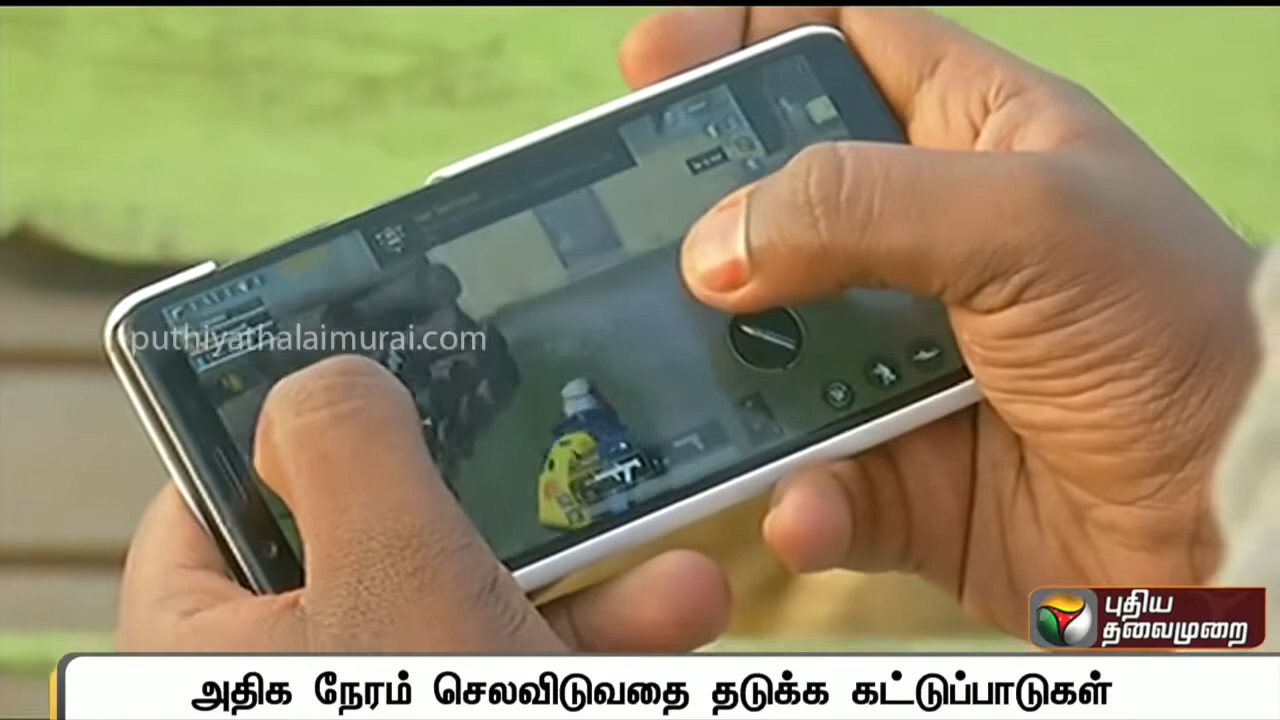 puthiyathalaimurai.com
புதிய
தலைமுறை
அதிக நேரம் செலவிடுவதை தடுக்க கட்டுப்பாடுகள்